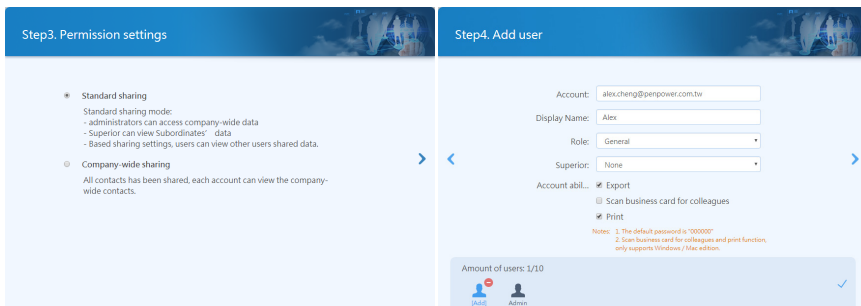 Step3. Permission settings
Standard sharing
Standard sharing mode:
- administrators can access company-wide data
- Superior can view Subordinates' data
- Based sharing settings, users can view other users shared data.
Company-wide sharing
All contacts has been shared, each account can view the company-
wide contacts.
Step4. Add user
Account: alex.cheng@penpower.com.tw
Display Name: Alex
Role: General
Superior: None
Account abil... Export
Scan business card for colleagues
Print
Notes: 1. The default password is "000000"
2. Scan business card for colleagues and print function,
only supports Windows / Mac edition.
Amount of users: 1/10
[Add] Admin